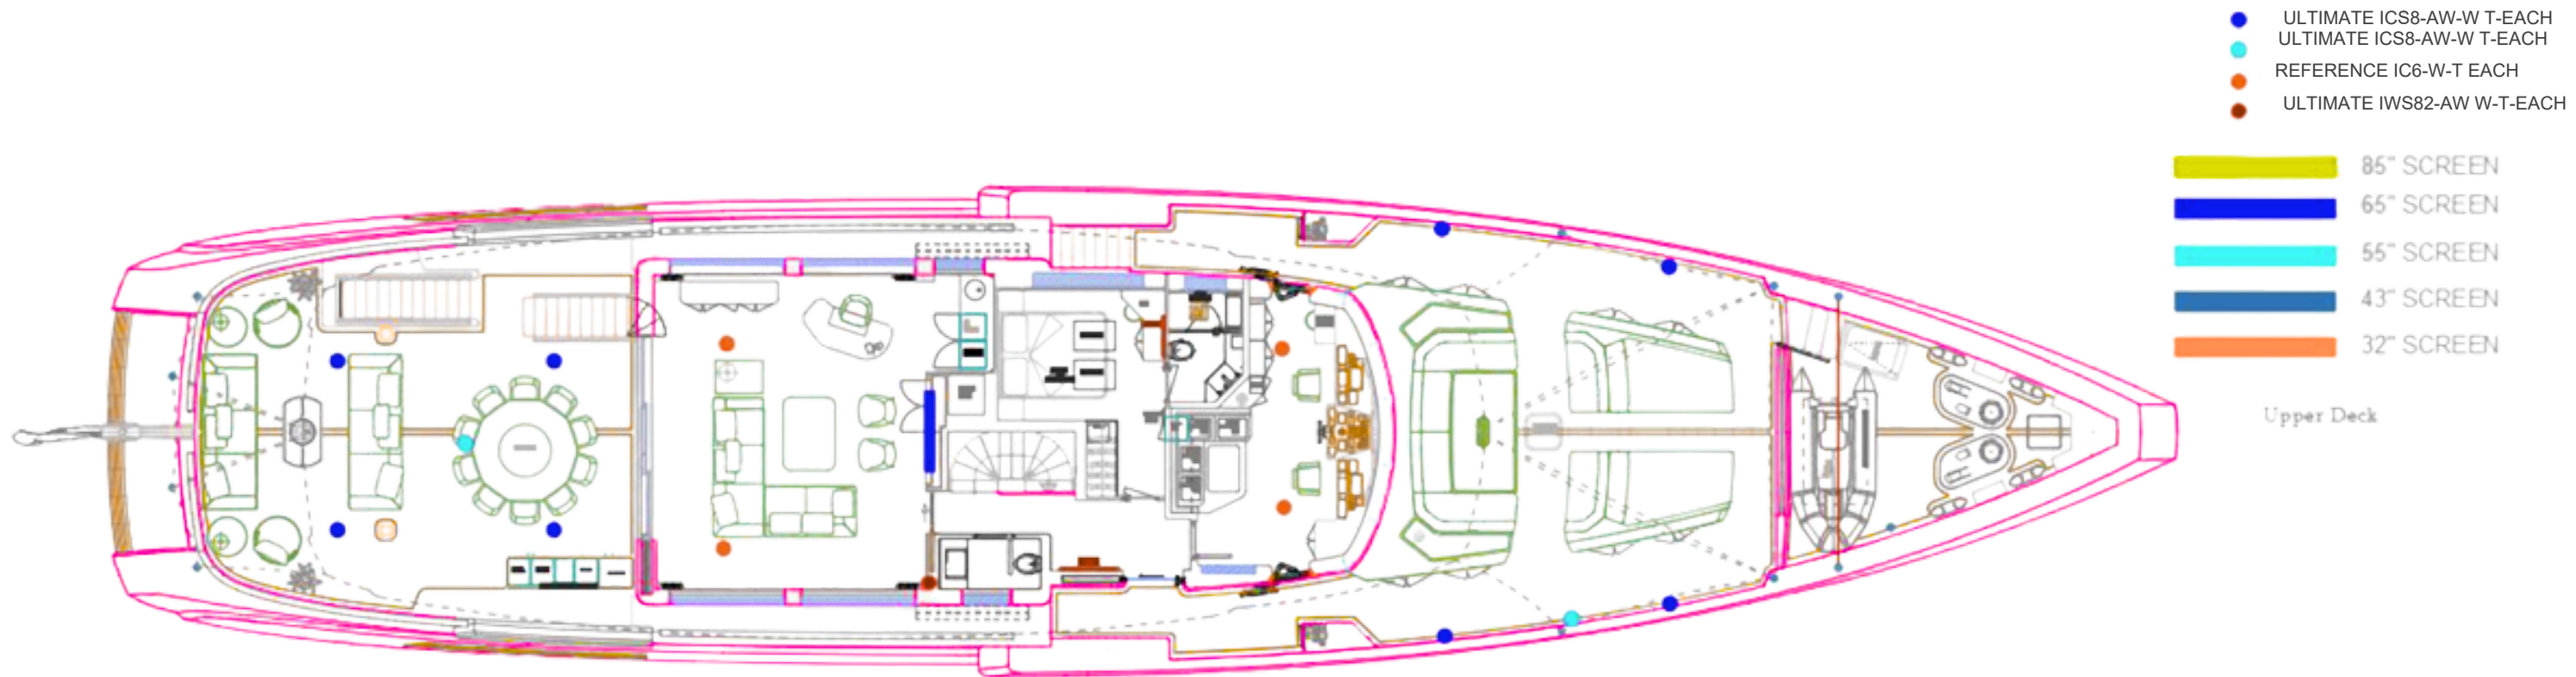 ULTIMATE ICS8-AW-W T-EACH
ULTIMATE ICS8-AW-W T-EACH
REFERENCE IC6-W-T EACH
ULTIMATE IWS82-AW W-T-EACH
85" SCREEN
65" SCREEN
55" SCREEN
43" SCREEN
32" SCREEN
Upper Deck